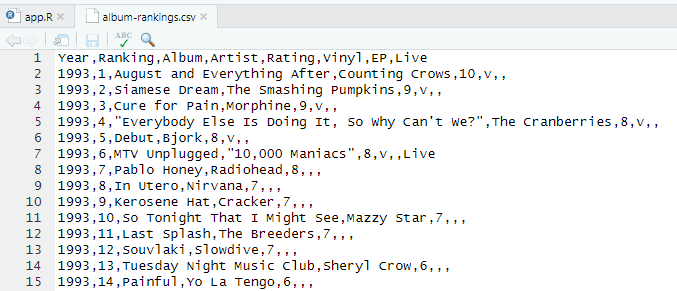 app.R
album-rankings.csv
ABC
1 Year,Ranking,Album,Artist,Rating,Vinyl,EP,Live
2 1993,1,August and Everything After,Counting Crows,10,v,,
3 1993,2,Siamese Dream,The Smashing Pumpkins,9,v,,
4 1993,3,Cure for Pain,Morphine,9,v,,
5 1993,4,"Everybody Else Is Doing It, So Why Can't We?",The Cranberries,8,v,,
6 1993,5,Debut,Bjork,8,v,,
7 1993,6,MTV Unplugged,"10,000 Maniacs",8,v,,Live
8 1993,7,Pablo Honey,Radiohead,8,,,
9 1993,8,In Utero,Nirvana,7,,,
10 1993,9,Kerosene Hat,Cracker,7,,,
11 1993,10,So Tonight That I Might See,Mazzy Star,7,,,
12 1993,11,Last Splash,The Breeders,7,,,
13 1993,12,Souvlaki,Slowdive,7,,,
14 1993,13,Tuesday Night Music Club,Sheryl Crow,6,,,
15 1993,14,Painful,Yo La Tengo,6,,,